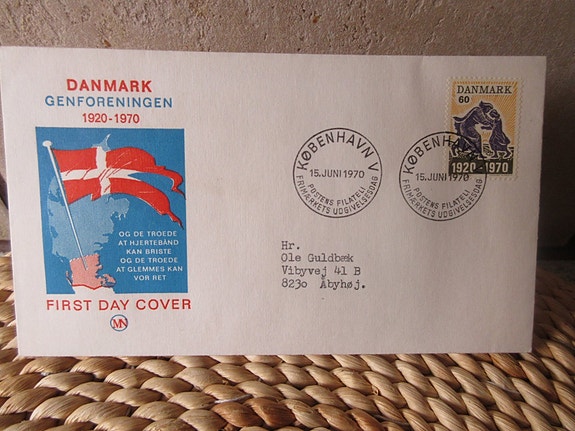 DANMARK
GENFORENINGEN
1920-1970
OG DE TROEDE
AT HJERTEBÅND
KAN BRISTE
OG DE TROEDE
AT GLEMMES KAN
VOR RET
FIRST DAY COVER
MN
KØBENHAVN V
15.JUNI 1970
POSTENS FILATELI
FRIMÆRKETS UDGIVELSESDAG
KØBENHAVN V
15.JUNI 1970
POSTENS FILATELI
FRIMÆRKETS UDGIVELSESDAG
DANMARK
60
1920-1970
Hr.
Ole Guldbæk
Vibyvej 41 B
8230 Åbyhøj.